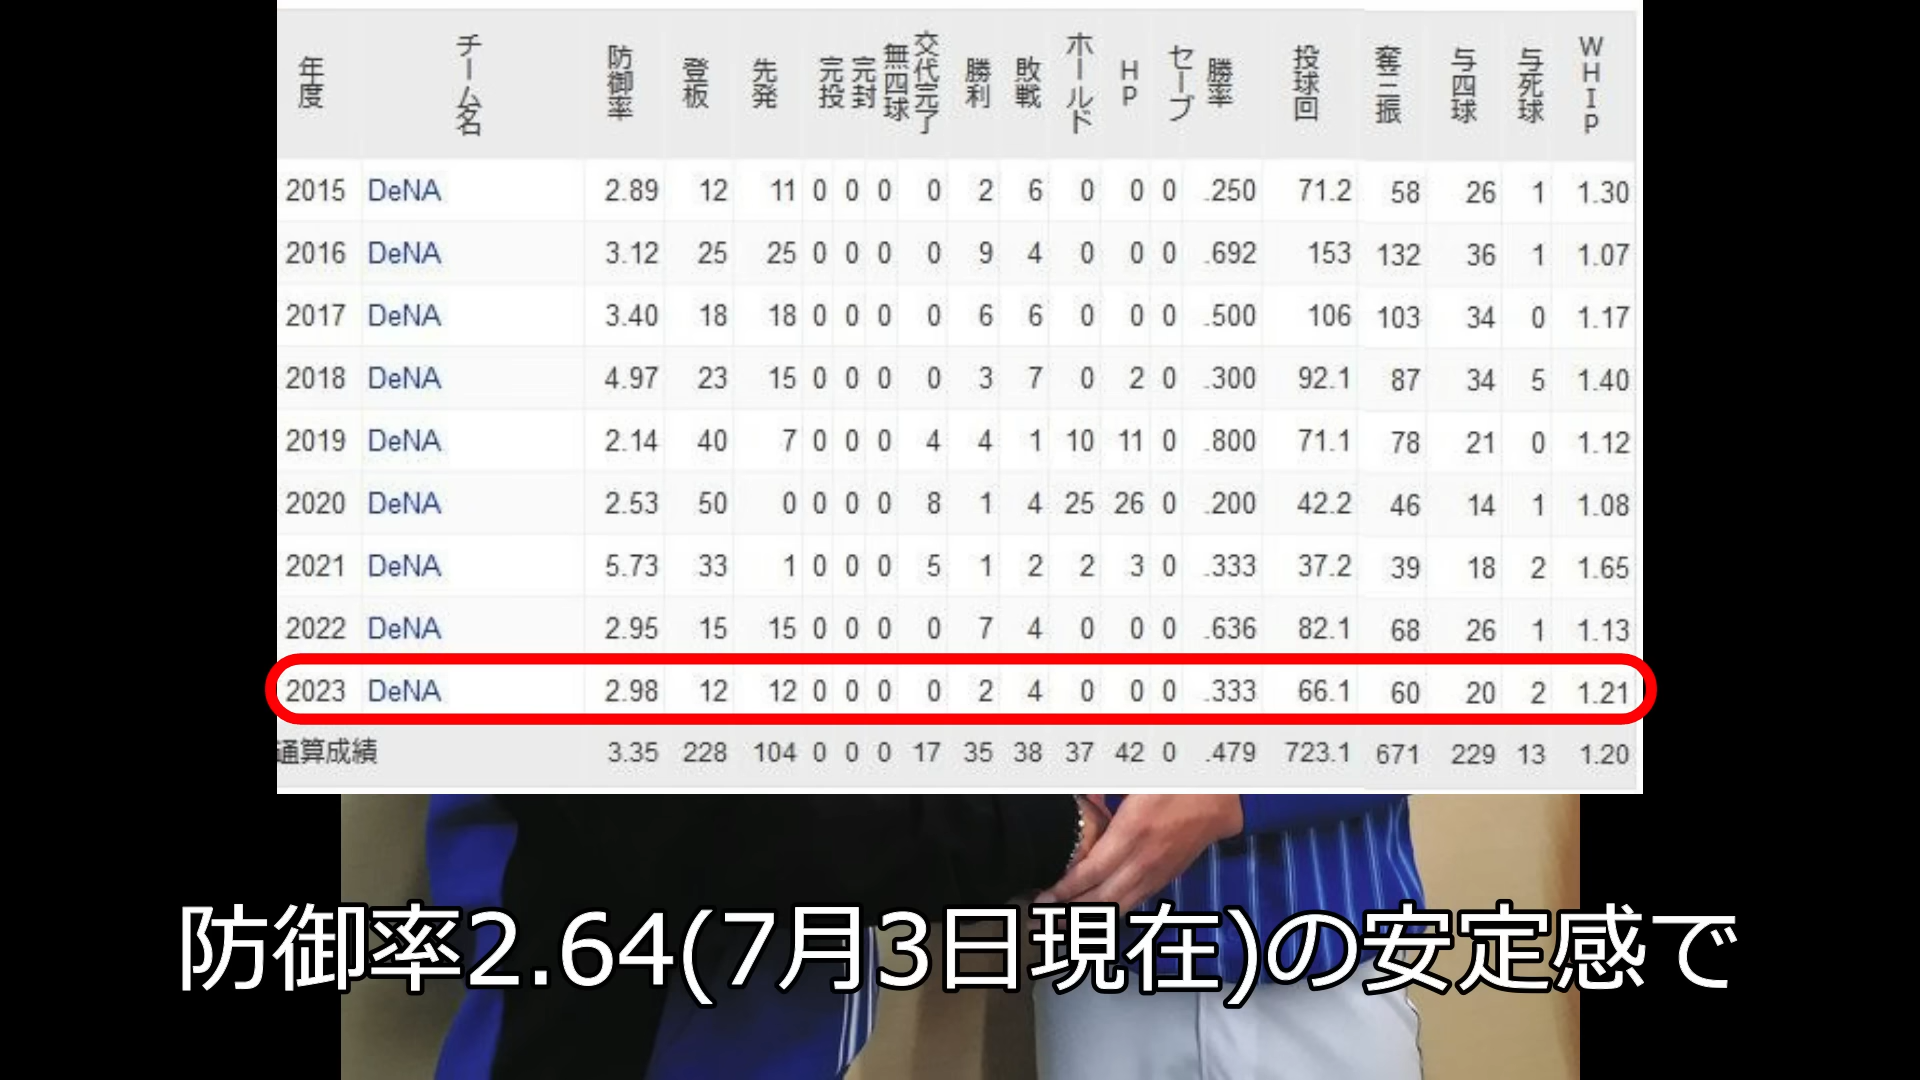 年度 チーム名 防御率 登板 先発 完投 完封 無四球 交代完了 勝利 敗戦 ホールド HP セーブ 勝率 投球回 奪三振 与四球 与死球 WHIP
2015 DeNA 2.89 12 11 0 0 0 0 2 6 0 0 0 .250 71.2 58 26 1 1.30
2016 DeNA 3.12 25 25 0 0 0 0 9 4 0 0 0 .692 153 132 36 1 1.07
2017 DeNA 3.40 18 18 0 0 0 0 6 6 0 0 0 .500 106 103 34 0 1.17
2018 DeNA 4.97 23 15 0 0 0 0 3 7 0 2 0 .300 92.1 87 34 5 1.40
2019 DeNA 2.14 40 7 0 0 0 4 4 1 10 11 0 .800 71.1 78 21 0 1.12
2020 DeNA 2.53 50 0 0 0 0 8 1 4 25 26 0 .200 42.2 46 14 1 1.08
2021 DeNA 5.73 33 1 0 0 0 5 1 2 2 3 0 .333 37.2 39 18 2 1.65
2022 DeNA 2.95 15 15 0 0 0 0 7 4 0 0 0 .636 82.1 68 26 1 1.13
2023 DeNA 2.98 12 12 0 0 0 0 2 4 0 0 0 .333 66.1 60 20 2 1.21
通算成績 3.35 228 104 0 0 0 17 35 38 37 42 0 .479 723.1 671 229 13 1.20
防御率2.64(7月3日現在)の安定感で